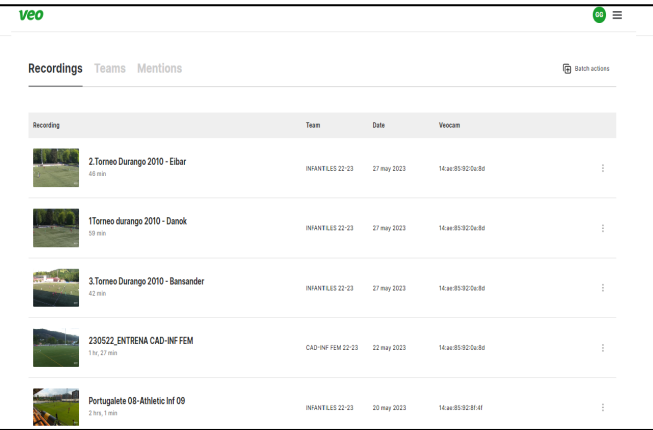 veo
GG
Recordings Teams Mentions
Batch actions
Recording Team Date Veocam
2.Torneo Durango 2010 - Eibar
46 min
INFANTILES 22-23 27 may 2023 14:ae:85:92:0a:8d
1Torneo durango 2010 - Danok
59 min
INFANTILES 22-23 27 may 2023 14:ae:85:92:0a:8d
3.Torneo Durango 2010 - Bansander
42 min
INFANTILES 22-23 27 may 2023 14:ae:85:92:0a:8d
230522_ENTRENA CAD-INF FEM
1 hr, 27 min
CAD-INF FEM 22-23 22 may 2023 14:ae:85:92:0a:8d
Portugalete 08-Athletic Inf 09
2 hrs, 1 min
INFANTILES 22-23 20 may 2023 14:ae:85:92:8f:4f